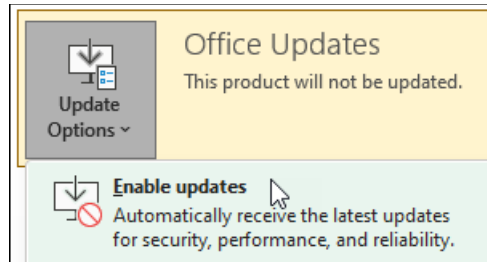 Office Updates
This product will not be updated.
Update
Options
Enable updates
Automatically receive the latest updates
for security, performance, and reliability.